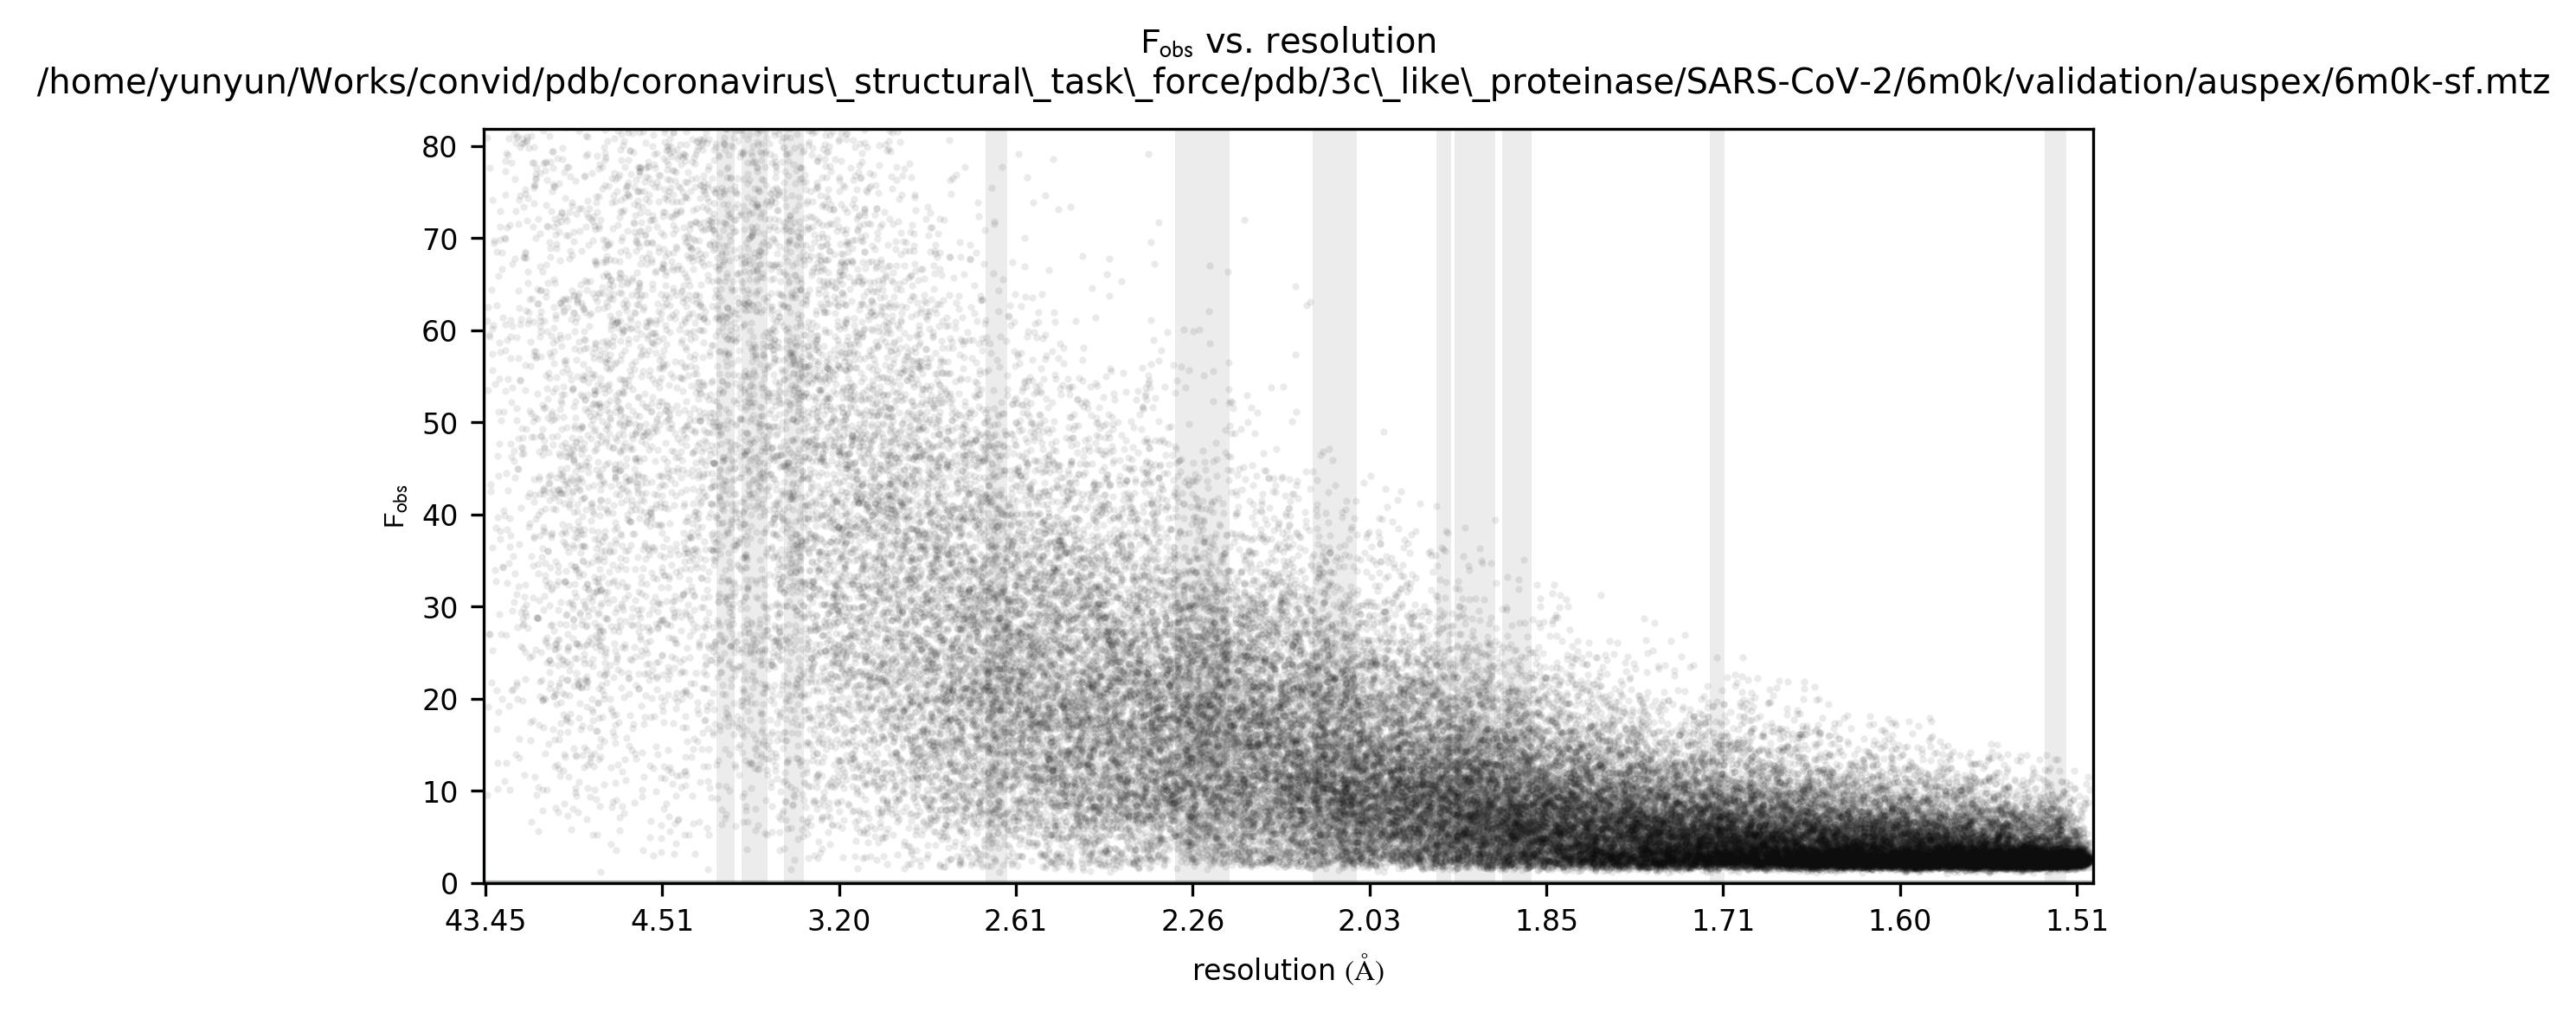 F_obs vs. resolution
/home/yunyun/Works/convid/pdb/coronavirus\_structural\_task\_force/pdb/3c\_like\_proteinase/SARS-CoV-2/6m0k/validation/auspex/6m0k-sf.mtz
80
70
60
50
40
30
20
10
0
F_obs
43.45 4.51 3.20 2.61 2.26 2.03 1.85 1.71 1.60 1.51
resolution (Å)